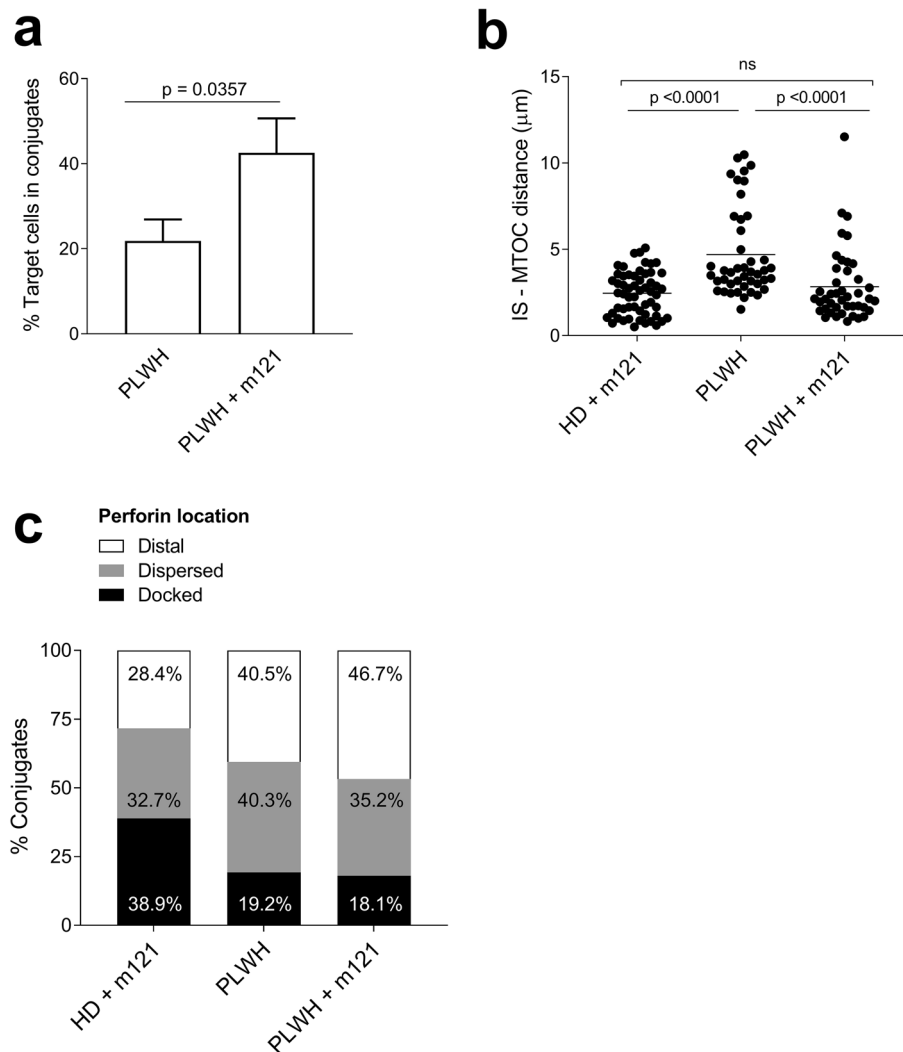 a
% Target cells in conjugates
60
40
20
0
p = 0.0357
PLWH
PLWH + m121
b
IS - MTOC distance (μm)
15
10
5
0
ns
p <0.0001 p <0.0001
HD + m121
PLWH
PLWH + m121
c
Perforin location
Distal
Dispersed
Docked
% Conjugates
100
75
50
25
0
28.4% 40.5% 46.7%
32.7% 40.3% 35.2%
38.9% 19.2% 18.1%
HD + m121
PLWH
PLWH + m121